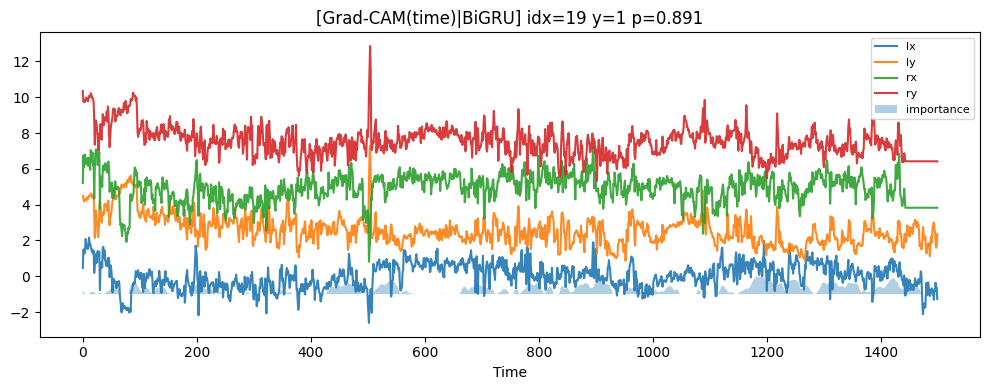 [Grad-CAM(time)|BiGRU] idx=19 y=1 p=0.891
lx
ly
rx
ry
importance
12
10
8
6
4
2
0
−2
0 200 400 600 800 1000 1200 1400
Time